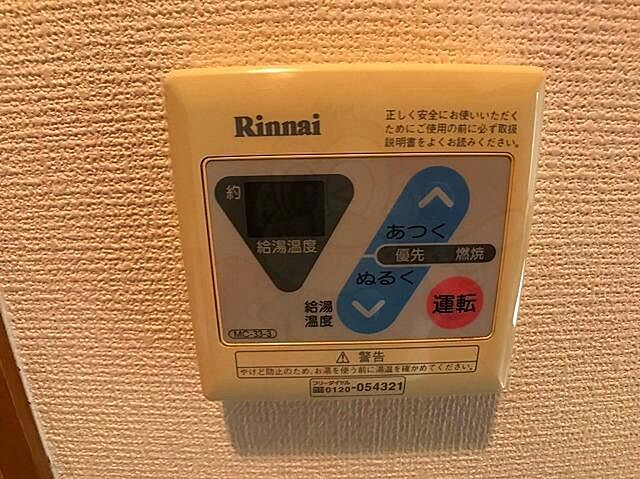 Rinnai
正しく安全にお使いいただく
ためにご使用の前に必ず取扱
説明書をよくお読みください。
約
給湯温度
あつく
優先 燃焼
ぬるく
給湯
温度
運転
MC-33-3
⚠ 警告
やけど防止のため、お湯を使う前に湯温を確かめてください。
フリーダイヤル
0120-054321